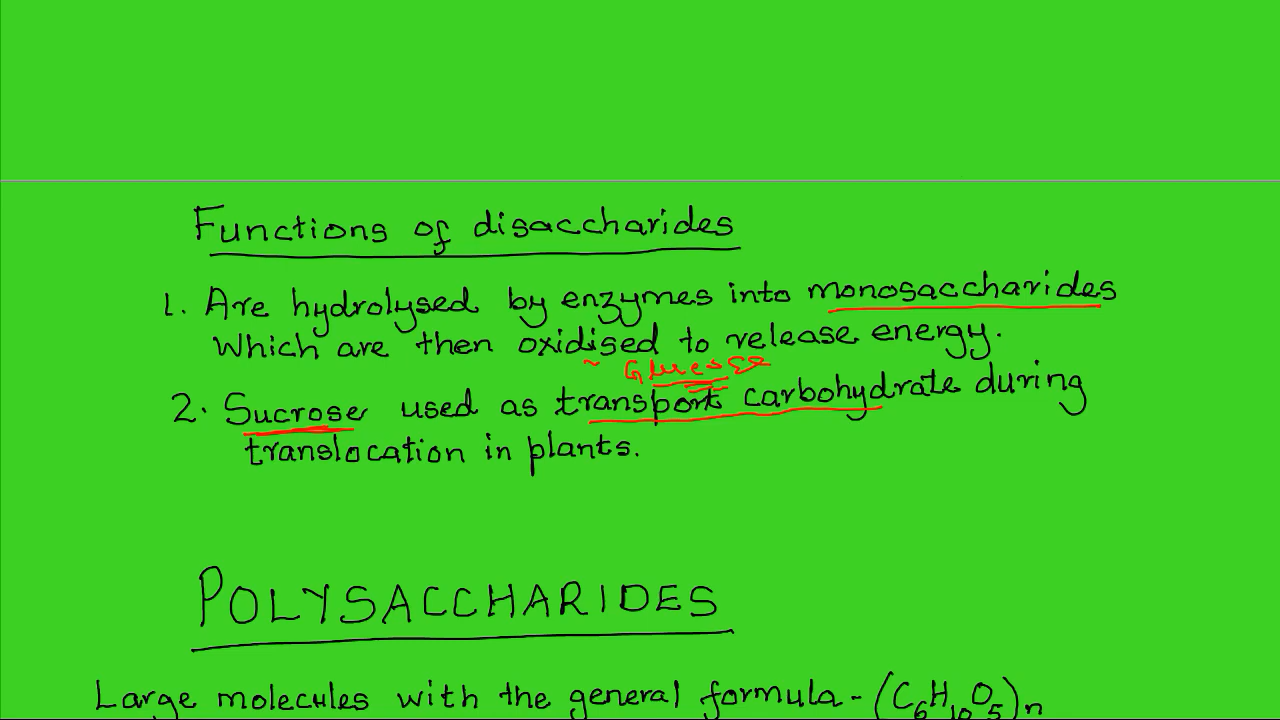 Functions of disaccharides
1. Are hydrolysed by enzymes into monosaccharides
Which are then oxidised to release energy.
Glucose
2. Sucrose used as transport carbohydrate during
translocation in plants.
POLYSACCHARIDES
Large molecules with the general formula - (C6H10O5)n